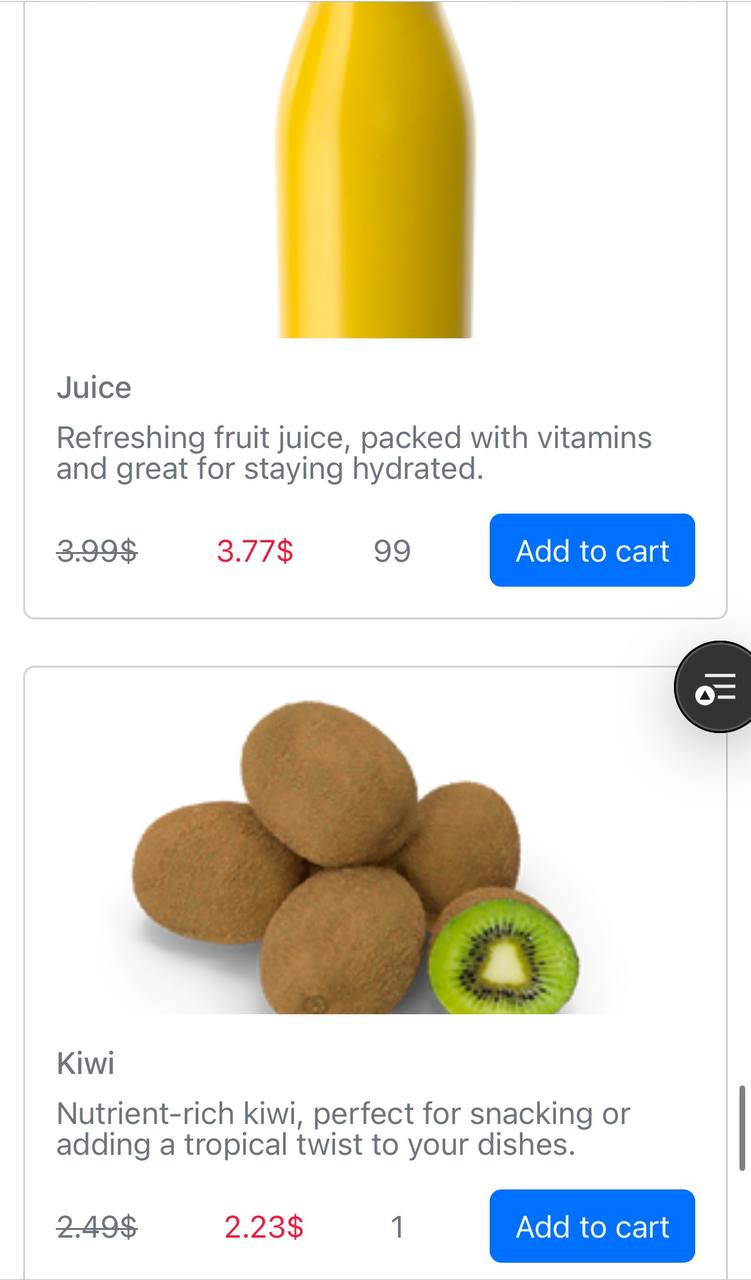 Juice
Refreshing fruit juice, packed with vitamins
and great for staying hydrated.
3.99$ 3.77$ 99 Add to cart
Kiwi
Nutrient-rich kiwi, perfect for snacking or
adding a tropical twist to your dishes.
2.49$ 2.23$ 1 Add to cart